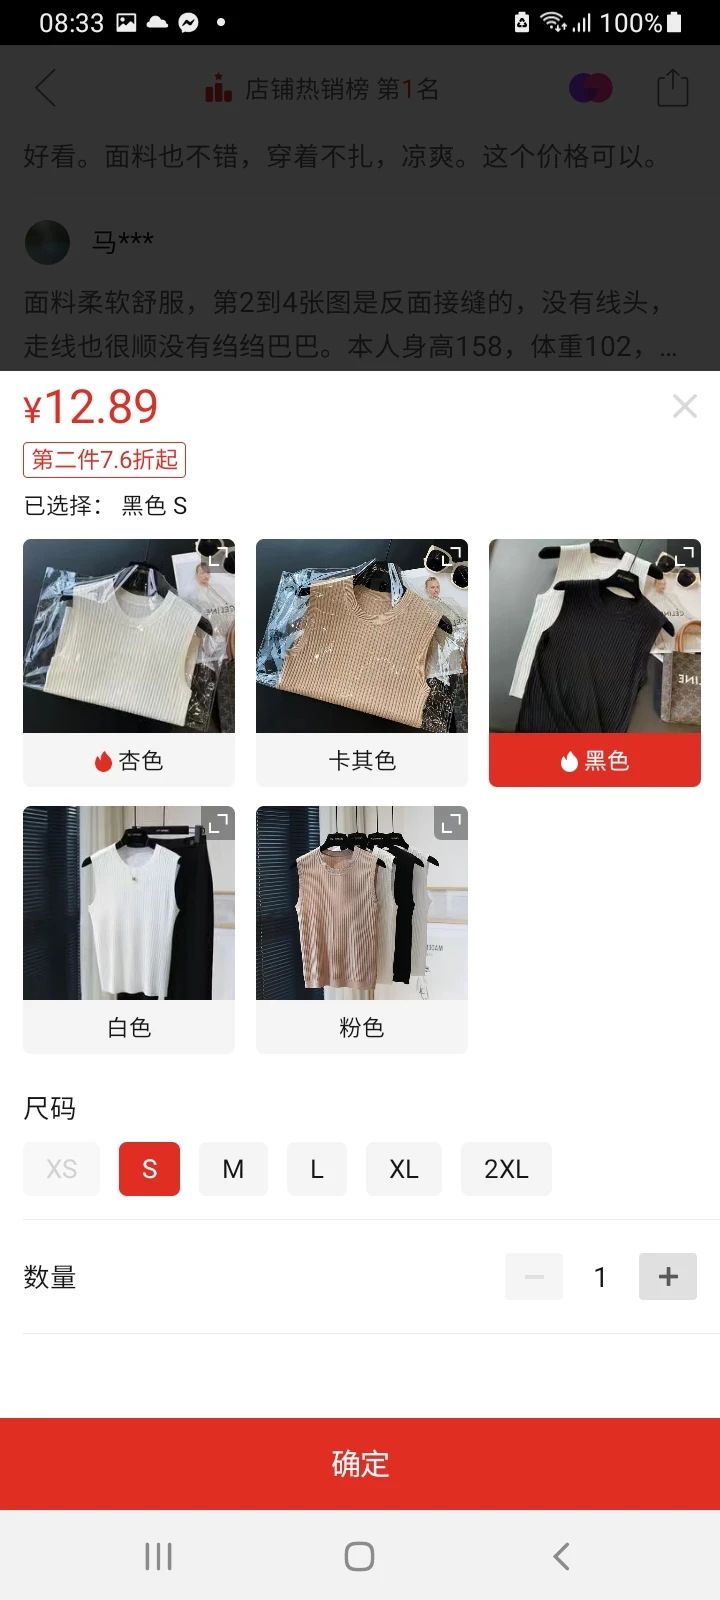 08:33
100%
店铺热销榜 第1名
好看。面料也不错，穿着不扎，凉爽。这个价格可以。
马***
面料柔软舒服，第2到4张图是反面接缝的，没有线头，
走线也很顺没有绉绉巴巴。本人身高158，体重102，...
¥12.89
第二件7.6折起
已选择： 黑色 S
杏色
卡其色
黑色
白色
粉色
尺码
XS S M L XL 2XL
数量
1
确定